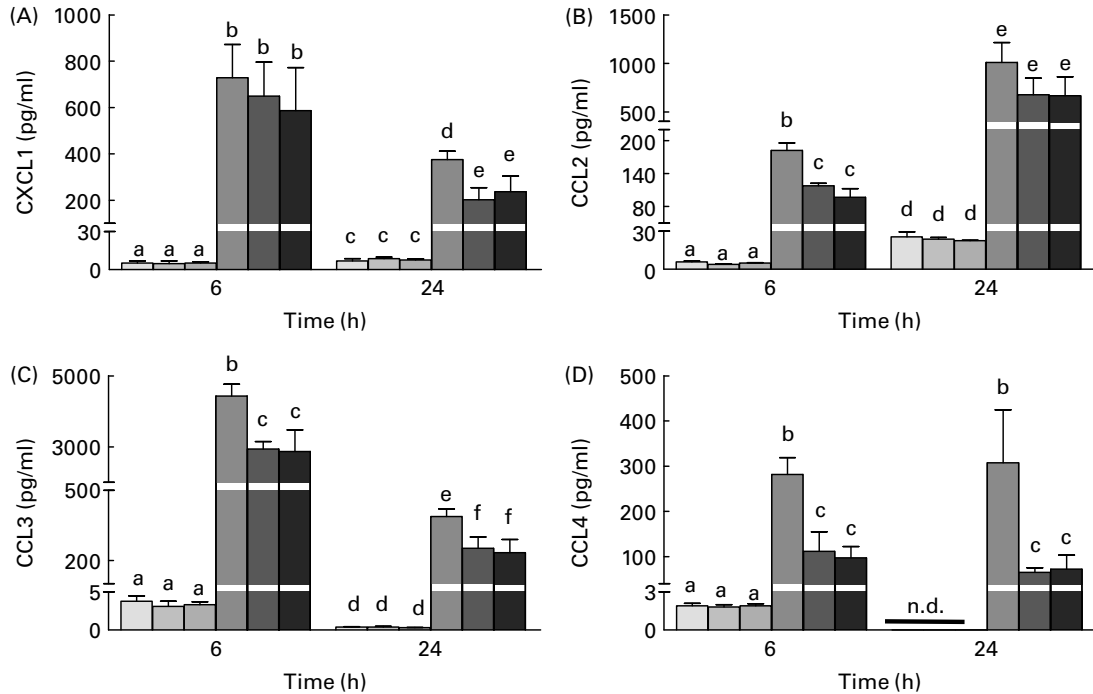 (A)
1000
800
600
400
200
30
0
CXCL1 (pg/ml)
b b b
d
e e
a a a
c c c
6 24
Time (h)
(B)
1500
1000
500
200
140
80
30
0
CCL2 (pg/ml)
e
e e
b
c c
d d d
a a a
6 24
Time (h)
(C)
5000
3000
500
200
5
0
CCL3 (pg/ml)
b
c c
e
f f
a a a
d d d
6 24
Time (h)
(D)
500
400
300
200
100
3
0
CCL4 (pg/ml)
b b
c c
c c
a a a
n.d.
6 24
Time (h)